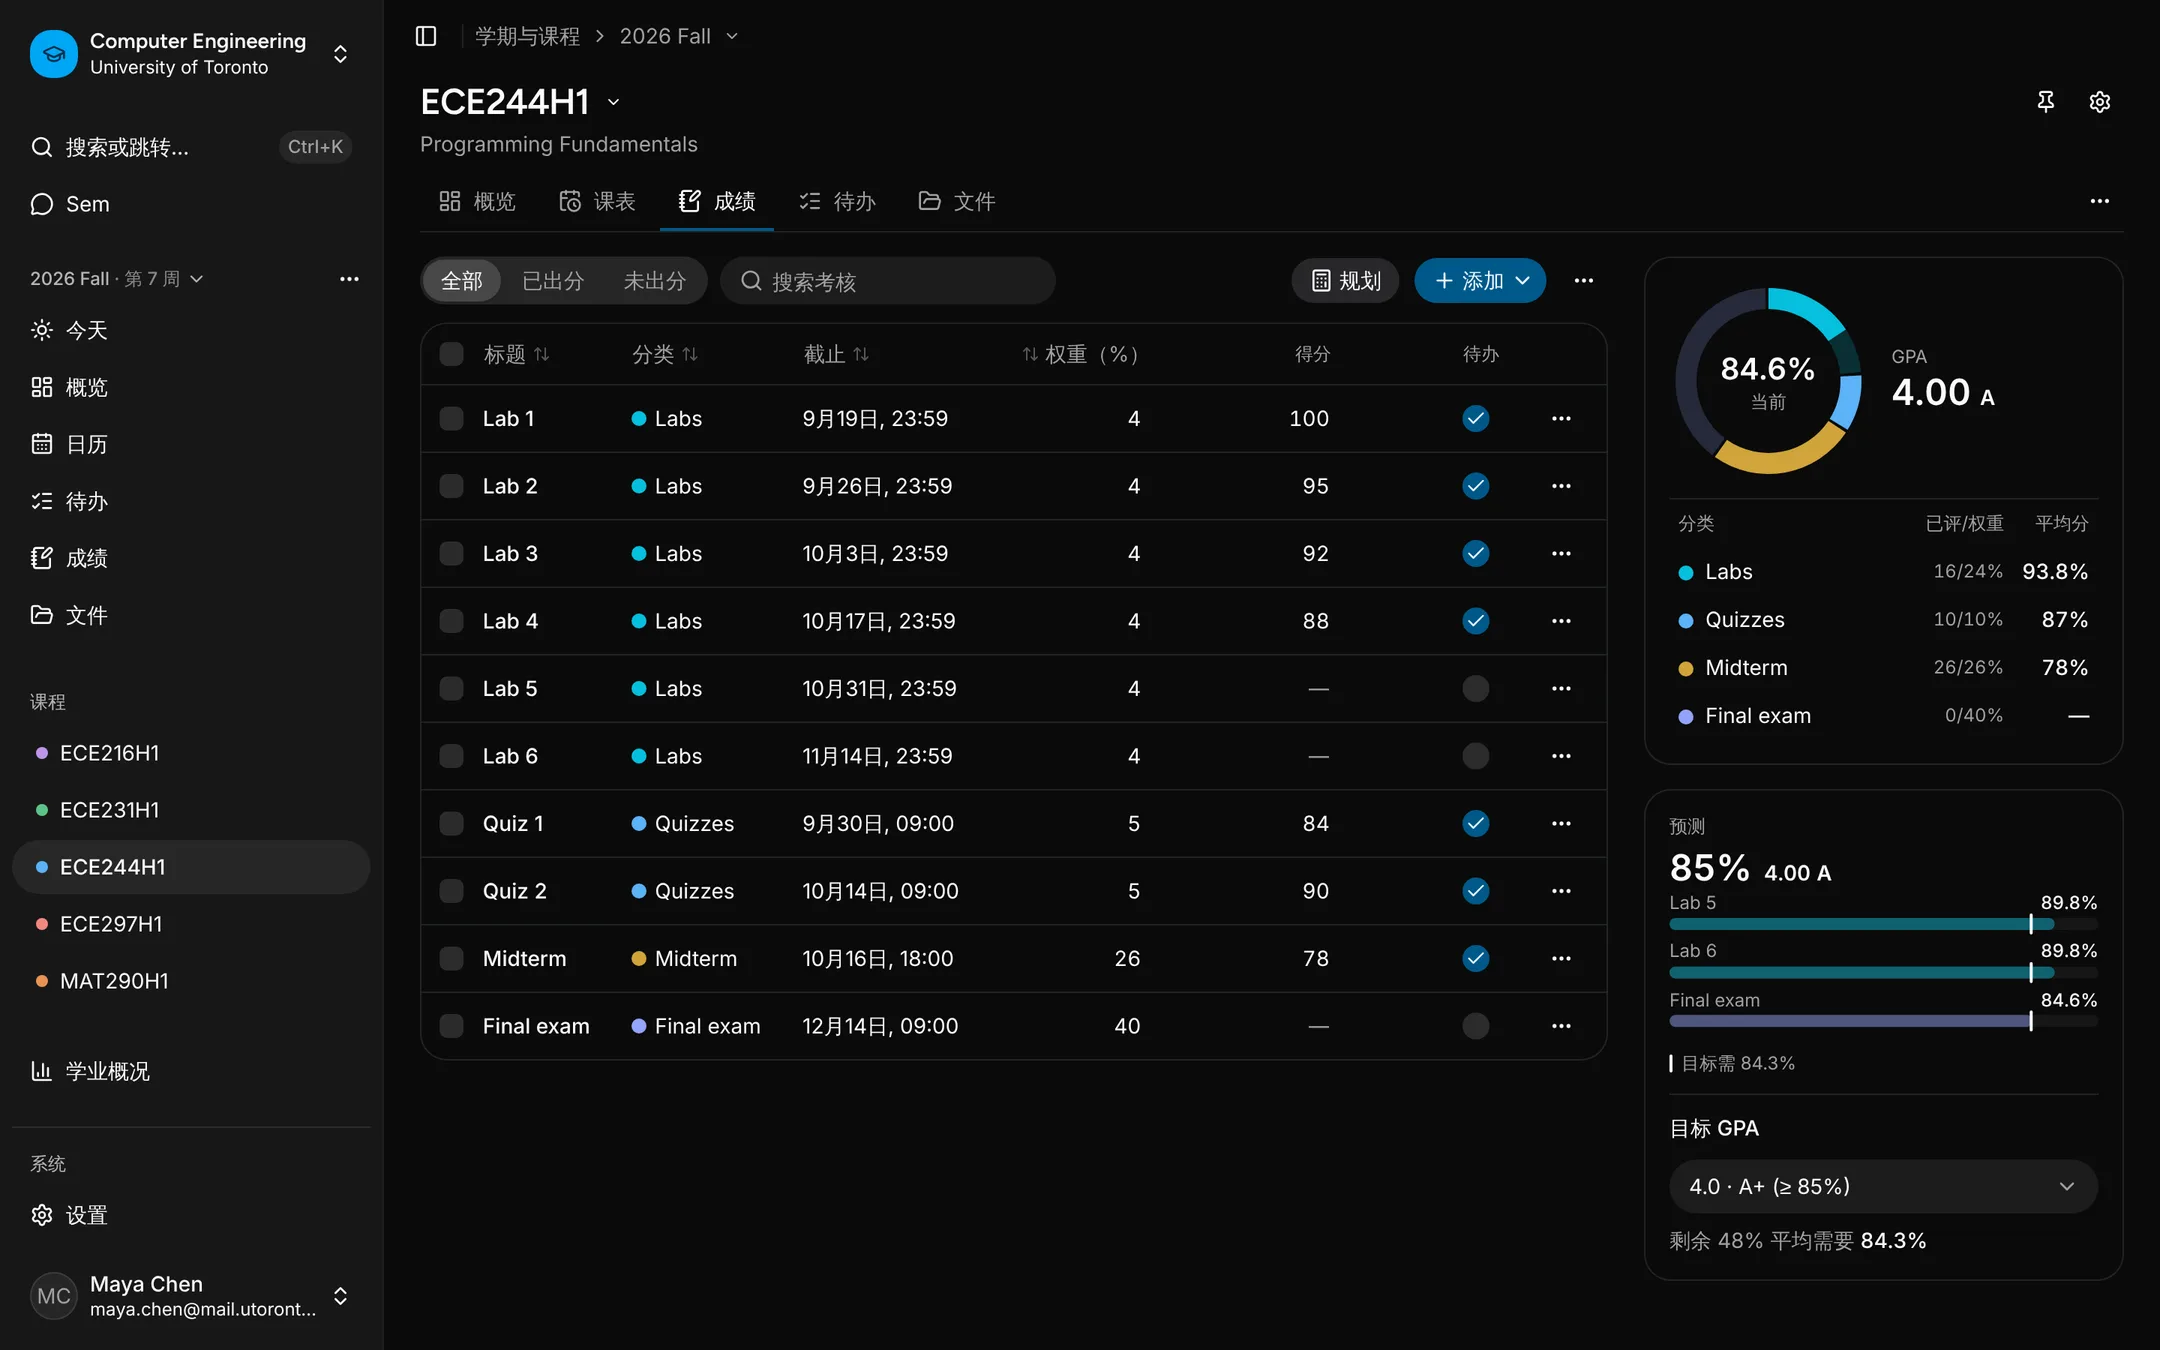 Computer Engineering
University of Toronto
搜索或跳转... Ctrl+K
Sem
2026 Fall · 第 7 周
今天
概览
日历
待办
成绩
文件
课程
ECE216H1
ECE231H1
ECE244H1
ECE297H1
MAT290H1
学业概况
系统
设置
MC
Maya Chen
maya.chen@mail.utoront...
学期与课程 2026 Fall
ECE244H1
Programming Fundamentals
概览 课表 成绩 待办 文件
全部 已出分 未出分 搜索考核 规划 添加
标题 分类 截止 权重（%） 得分 待办
Lab 1 Labs 9月19日, 23:59 4 100
Lab 2 Labs 9月26日, 23:59 4 95
Lab 3 Labs 10月3日, 23:59 4 92
Lab 4 Labs 10月17日, 23:59 4 88
Lab 5 Labs 10月31日, 23:59 4 —
Lab 6 Labs 11月14日, 23:59 4 —
Quiz 1 Quizzes 9月30日, 09:00 5 84
Quiz 2 Quizzes 10月14日, 09:00 5 90
Midterm Midterm 10月16日, 18:00 26 78
Final exam Final exam 12月14日, 09:00 40 —
84.6%
当前
GPA
4.00 A
分类 已评/权重 平均分
Labs 16/24% 93.8%
Quizzes 10/10% 87%
Midterm 26/26% 78%
Final exam 0/40% —
预测
85% 4.00 A
Lab 5 89.8%
Lab 6 89.8%
Final exam 84.6%
目标需 84.3%
目标 GPA
4.0 · A+ (≥ 85%)
剩余 48% 平均需要 84.3%